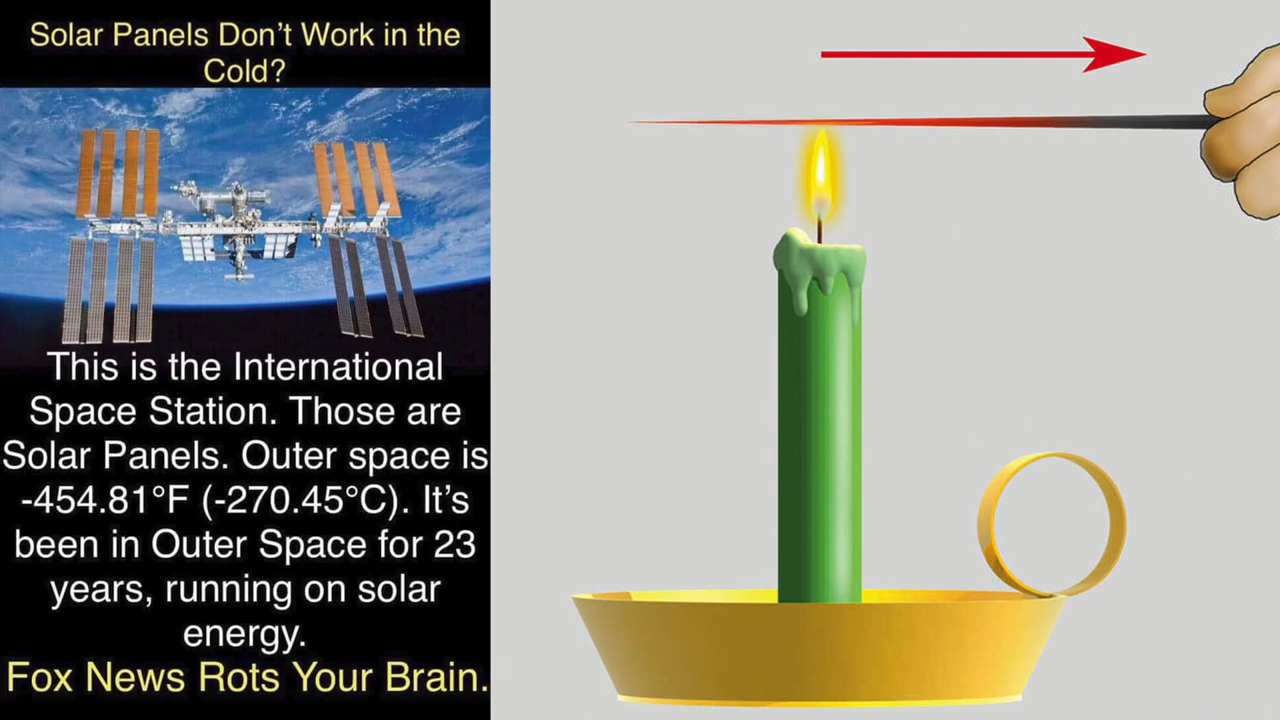 Solar Panels Don't Work in the
Cold?
This is the International
Space Station. Those are
Solar Panels. Outer space is
-454.81°F (-270.45°C). It's
been in Outer Space for 23
years, running on solar
energy.
Fox News Rots Your Brain.